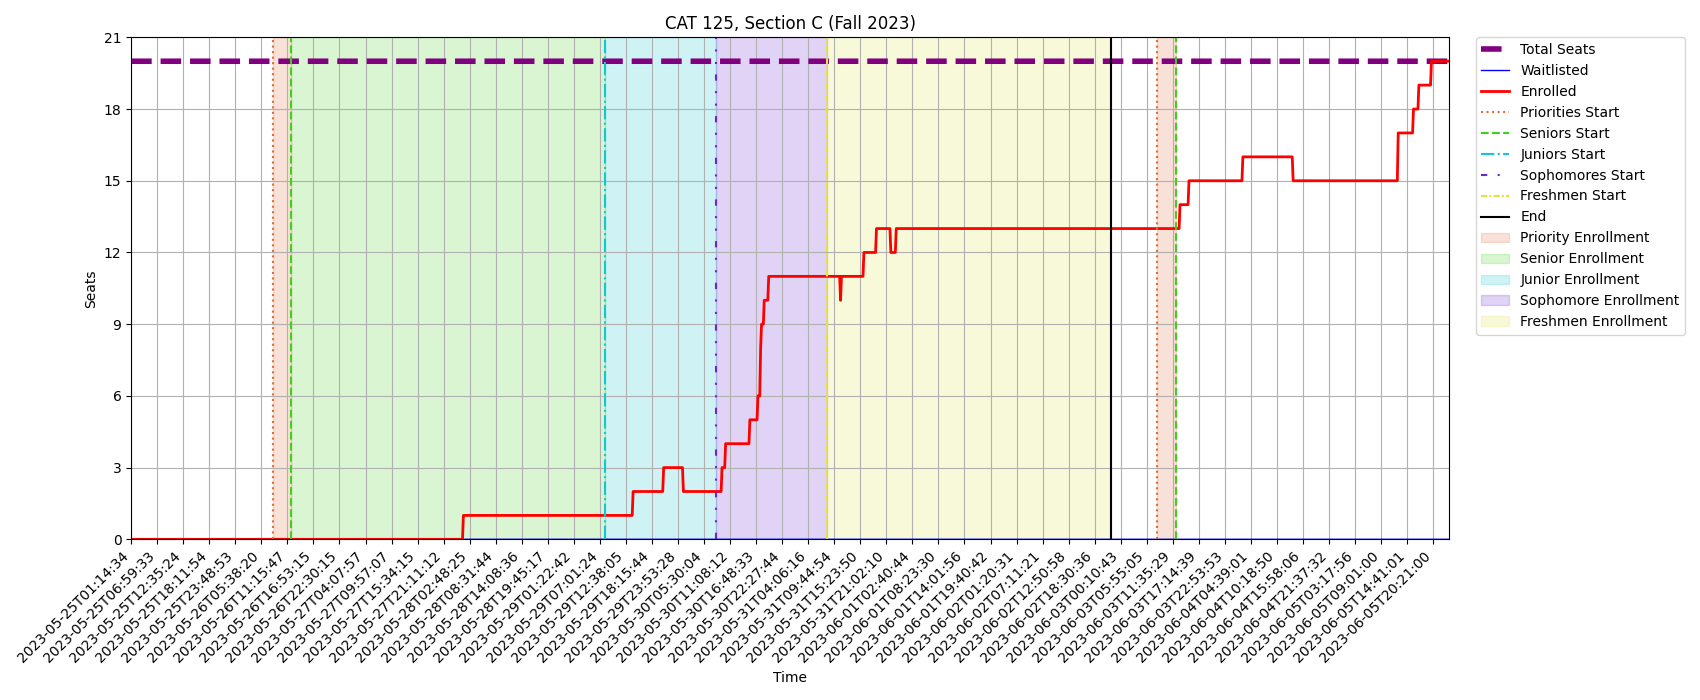 CAT 125, Section C (Fall 2023)
21
18
15
12
9
6
3
0
Seats
2023-05-25T01:14:34
2023-05-25T06:59:33
2023-05-25T12:35:24
2023-05-25T18:11:54
2023-05-25T23:48:53
2023-05-26T05:38:20
2023-05-26T11:15:47
2023-05-26T16:53:15
2023-05-26T22:30:15
2023-05-27T04:07:57
2023-05-27T09:57:07
2023-05-27T15:34:15
2023-05-27T21:11:12
2023-05-28T02:48:25
2023-05-28T08:31:44
2023-05-28T14:08:36
2023-05-28T19:45:17
2023-05-29T01:22:42
2023-05-29T07:01:24
2023-05-29T12:38:05
2023-05-29T18:15:44
2023-05-29T23:53:28
2023-05-30T05:30:04
2023-05-30T11:08:12
2023-05-30T16:48:33
2023-05-30T22:27:44
2023-05-31T04:06:16
2023-05-31T09:44:54
2023-05-31T15:23:50
2023-05-31T21:02:10
2023-06-01T02:40:44
2023-06-01T08:23:30
2023-06-01T14:01:56
2023-06-01T19:40:42
2023-06-02T01:20:31
2023-06-02T07:11:21
2023-06-02T12:50:58
2023-06-02T18:30:36
2023-06-03T00:10:43
2023-06-03T05:55:05
2023-06-03T11:35:29
2023-06-03T17:14:39
2023-06-03T22:53:53
2023-06-04T04:39:01
2023-06-04T10:18:50
2023-06-04T15:58:06
2023-06-04T21:37:32
2023-06-05T03:17:56
2023-06-05T09:01:00
2023-06-05T14:41:01
2023-06-05T20:21:00
Time
Total Seats
Waitlisted
Enrolled
Priorities Start
Seniors Start
Juniors Start
Sophomores Start
Freshmen Start
End
Priority Enrollment
Senior Enrollment
Junior Enrollment
Sophomore Enrollment
Freshmen Enrollment